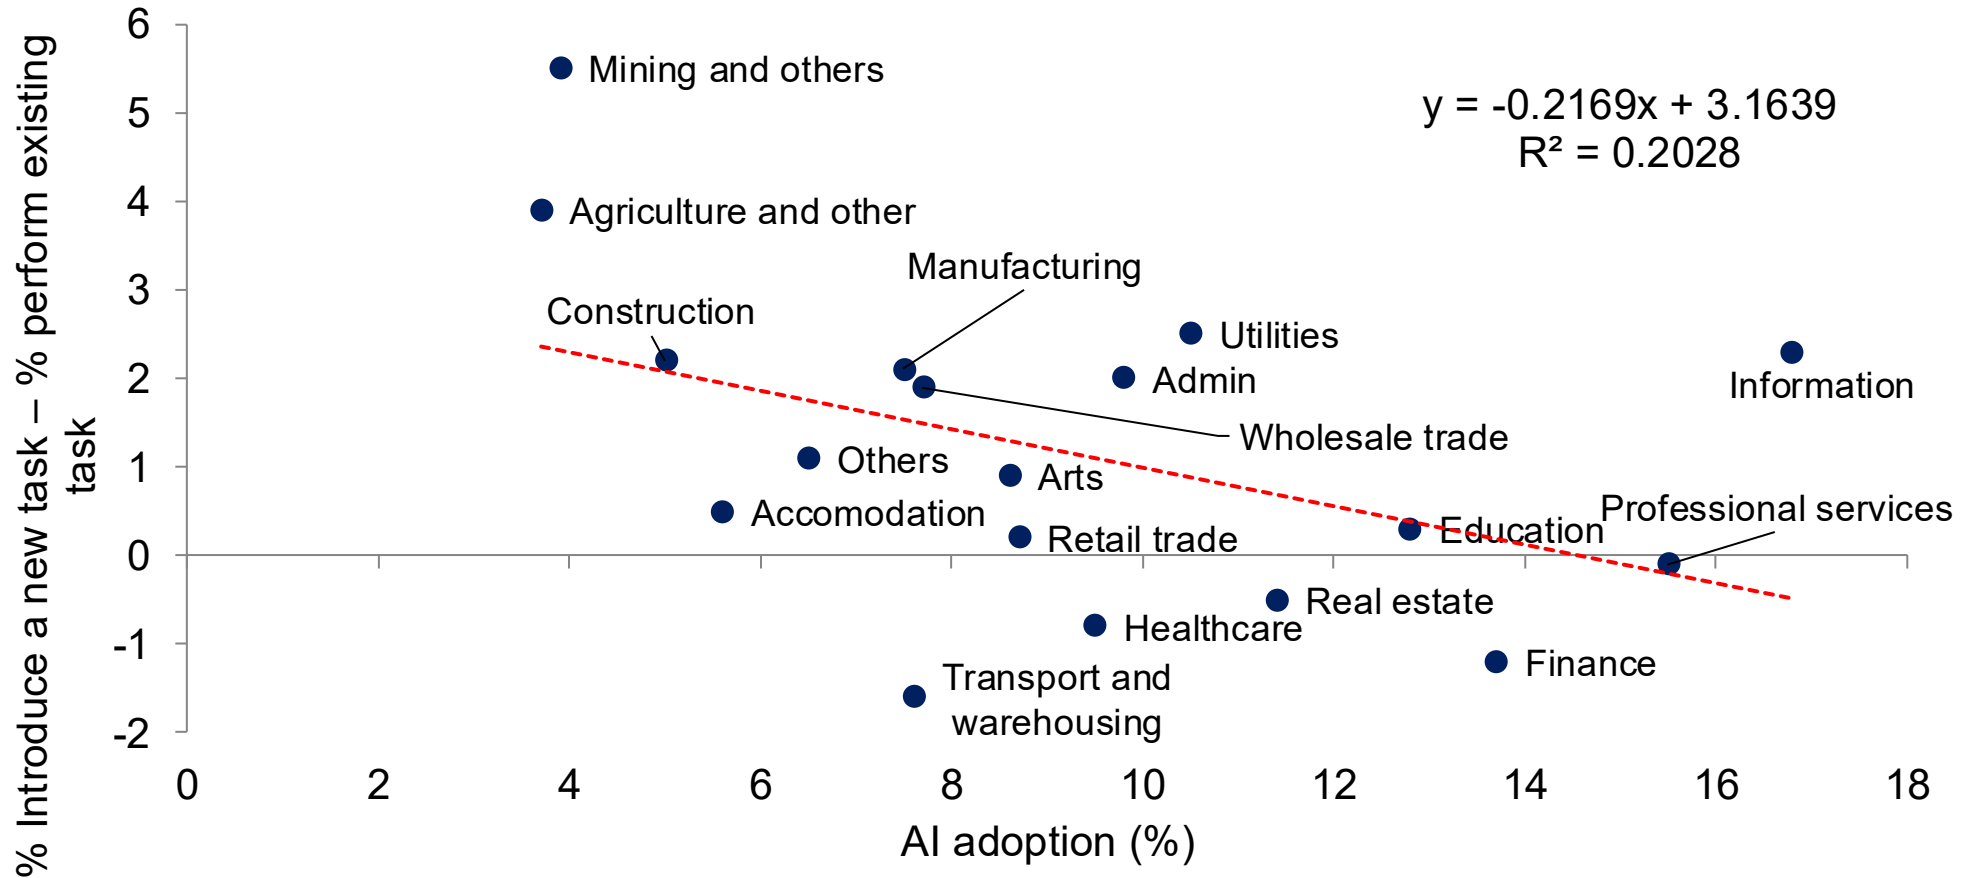 % Introduce a new task – % perform existing
task
6
5
4
3
2
1
0
-1
-2
Mining and others
y = -0.2169x + 3.1639
R² = 0.2028
Agriculture and other
Manufacturing
Construction
Utilities
Admin
Information
Wholesale trade
Others
Arts
Accomodation
Professional services
Education
Retail trade
Real estate
Healthcare
Finance
Transport and
warehousing
0 2 4 6 8 10 12 14 16 18
AI adoption (%)